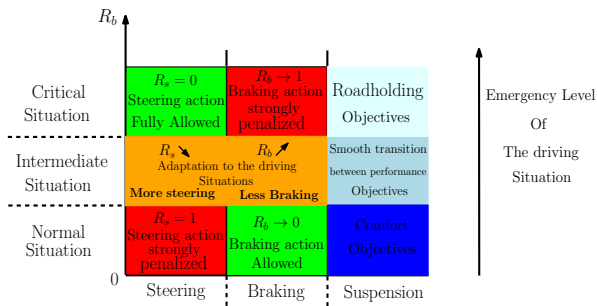 R_b
Critical
Situation
R_s = 0
Steering action
Fully Allowed
R_b → 1
Braking action
strongly
penalized
Roadholding
Objectives
Intermediate
Situation
R_s ↘
R_b ↗
Adaptation to the driving
Situations
More steering
Less Braking
Smooth transition
between performance
Objectives
Normal
Situation
R_s = 1
Steering action
strongly
penalized
R_b → 0
Braking action
Allowed
Comfort
Objectives
0
Steering
Braking
Suspension
Emergency Level
Of
The driving
Situation